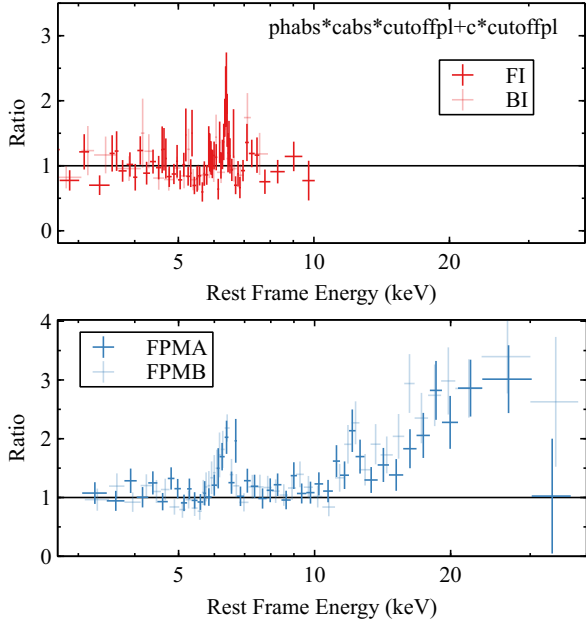 phabs*cabs*cutoffpl+c*cutoffpl
3
FI
BI
2
Ratio
1
0
5
10
20
Rest Frame Energy (keV)
4
FPMA
FPMB
3
Ratio
2
1
0
5
10
20
Rest Frame Energy (keV)